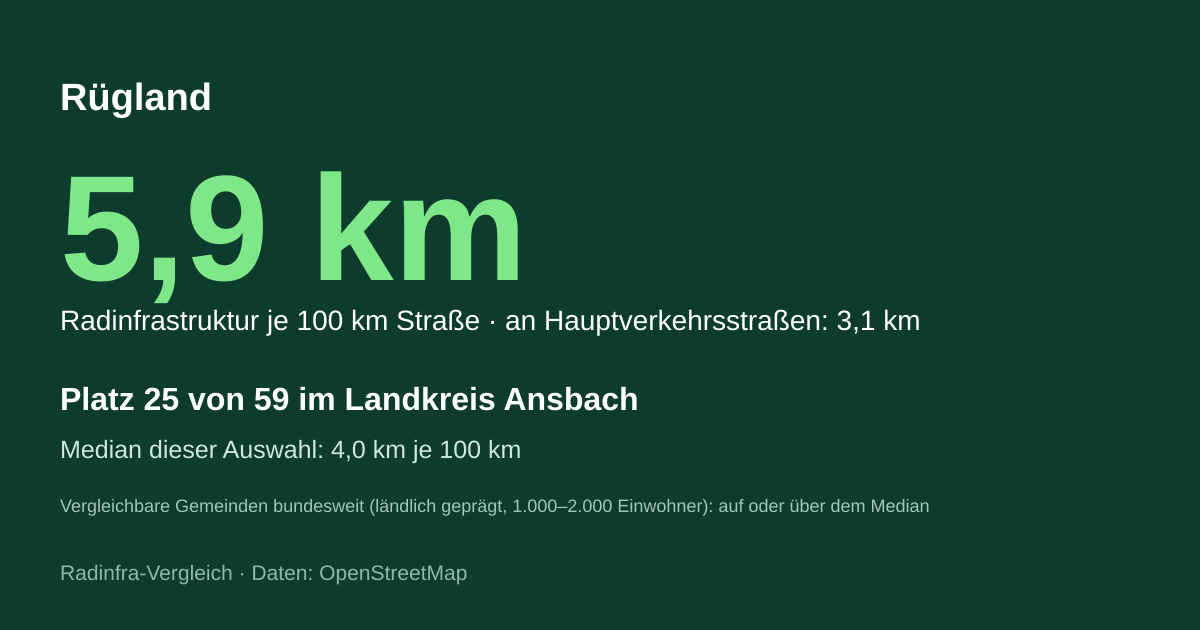 Rügland
5,9 km
Radinfrastruktur je 100 km Straße · an Hauptverkehrsstraßen: 3,1 km
Platz 25 von 59 im Landkreis Ansbach
Median dieser Auswahl: 4,0 km je 100 km
Vergleichbare Gemeinden bundesweit (ländlich geprägt, 1.000–2.000 Einwohner): auf oder über dem Median
Radinfra-Vergleich · Daten: OpenStreetMap